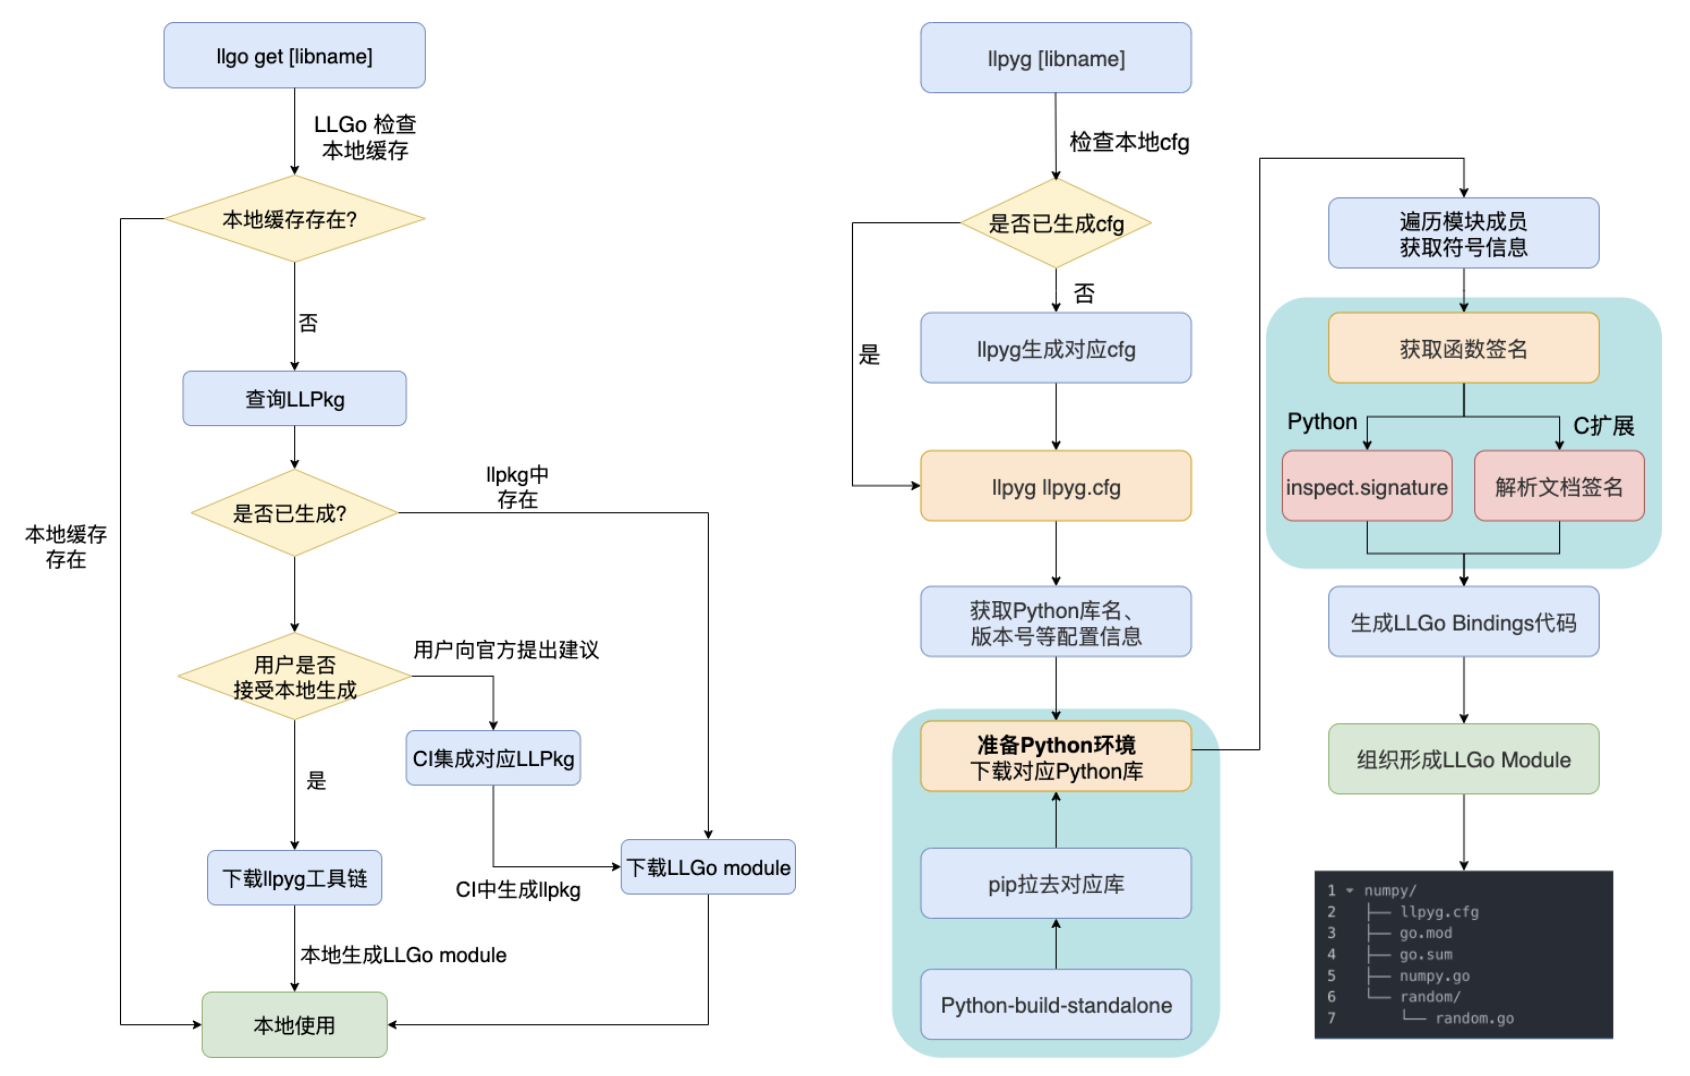 llgo get [libname]
LLGo 检查
本地缓存
本地缓存存在?
否
查询LLPkg
llpkg中
存在
是否已生成?
本地缓存
存在
用户是否
接受本地生成
用户向官方提出建议
CI集成对应LLPkg
是
下载llpyg工具链
下载LLGo module
CI中生成llpkg
本地生成LLGo module
本地使用
llpyg [libname]
检查本地cfg
是否已生成cfg
否
是
llpyg生成对应cfg
llpyg llpyg.cfg
获取Python库名、
版本号等配置信息
准备Python环境
下载对应Python库
pip拉去对应库
Python-build-standalone
遍历模块成员
获取符号信息
获取函数签名
Python
C扩展
inspect.signature
解析文档签名
生成LLGo Bindings代码
组织形成LLGo Module
1 numpy/
2 ├── llpyg.cfg
3 ├── go.mod
4 ├── go.sum
5 ├── numpy.go
6 └── random/
7 └── random.go